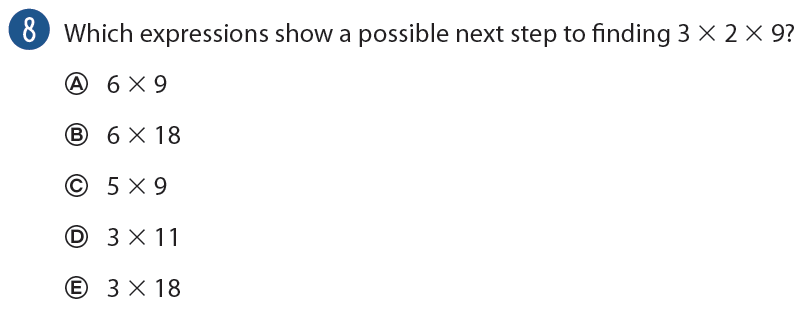 8 Which expressions show a possible next step to finding 3 × 2 × 9?
Ⓐ 6 × 9
Ⓑ 6 × 18
Ⓒ 5 × 9
Ⓓ 3 × 11
Ⓔ 3 × 18